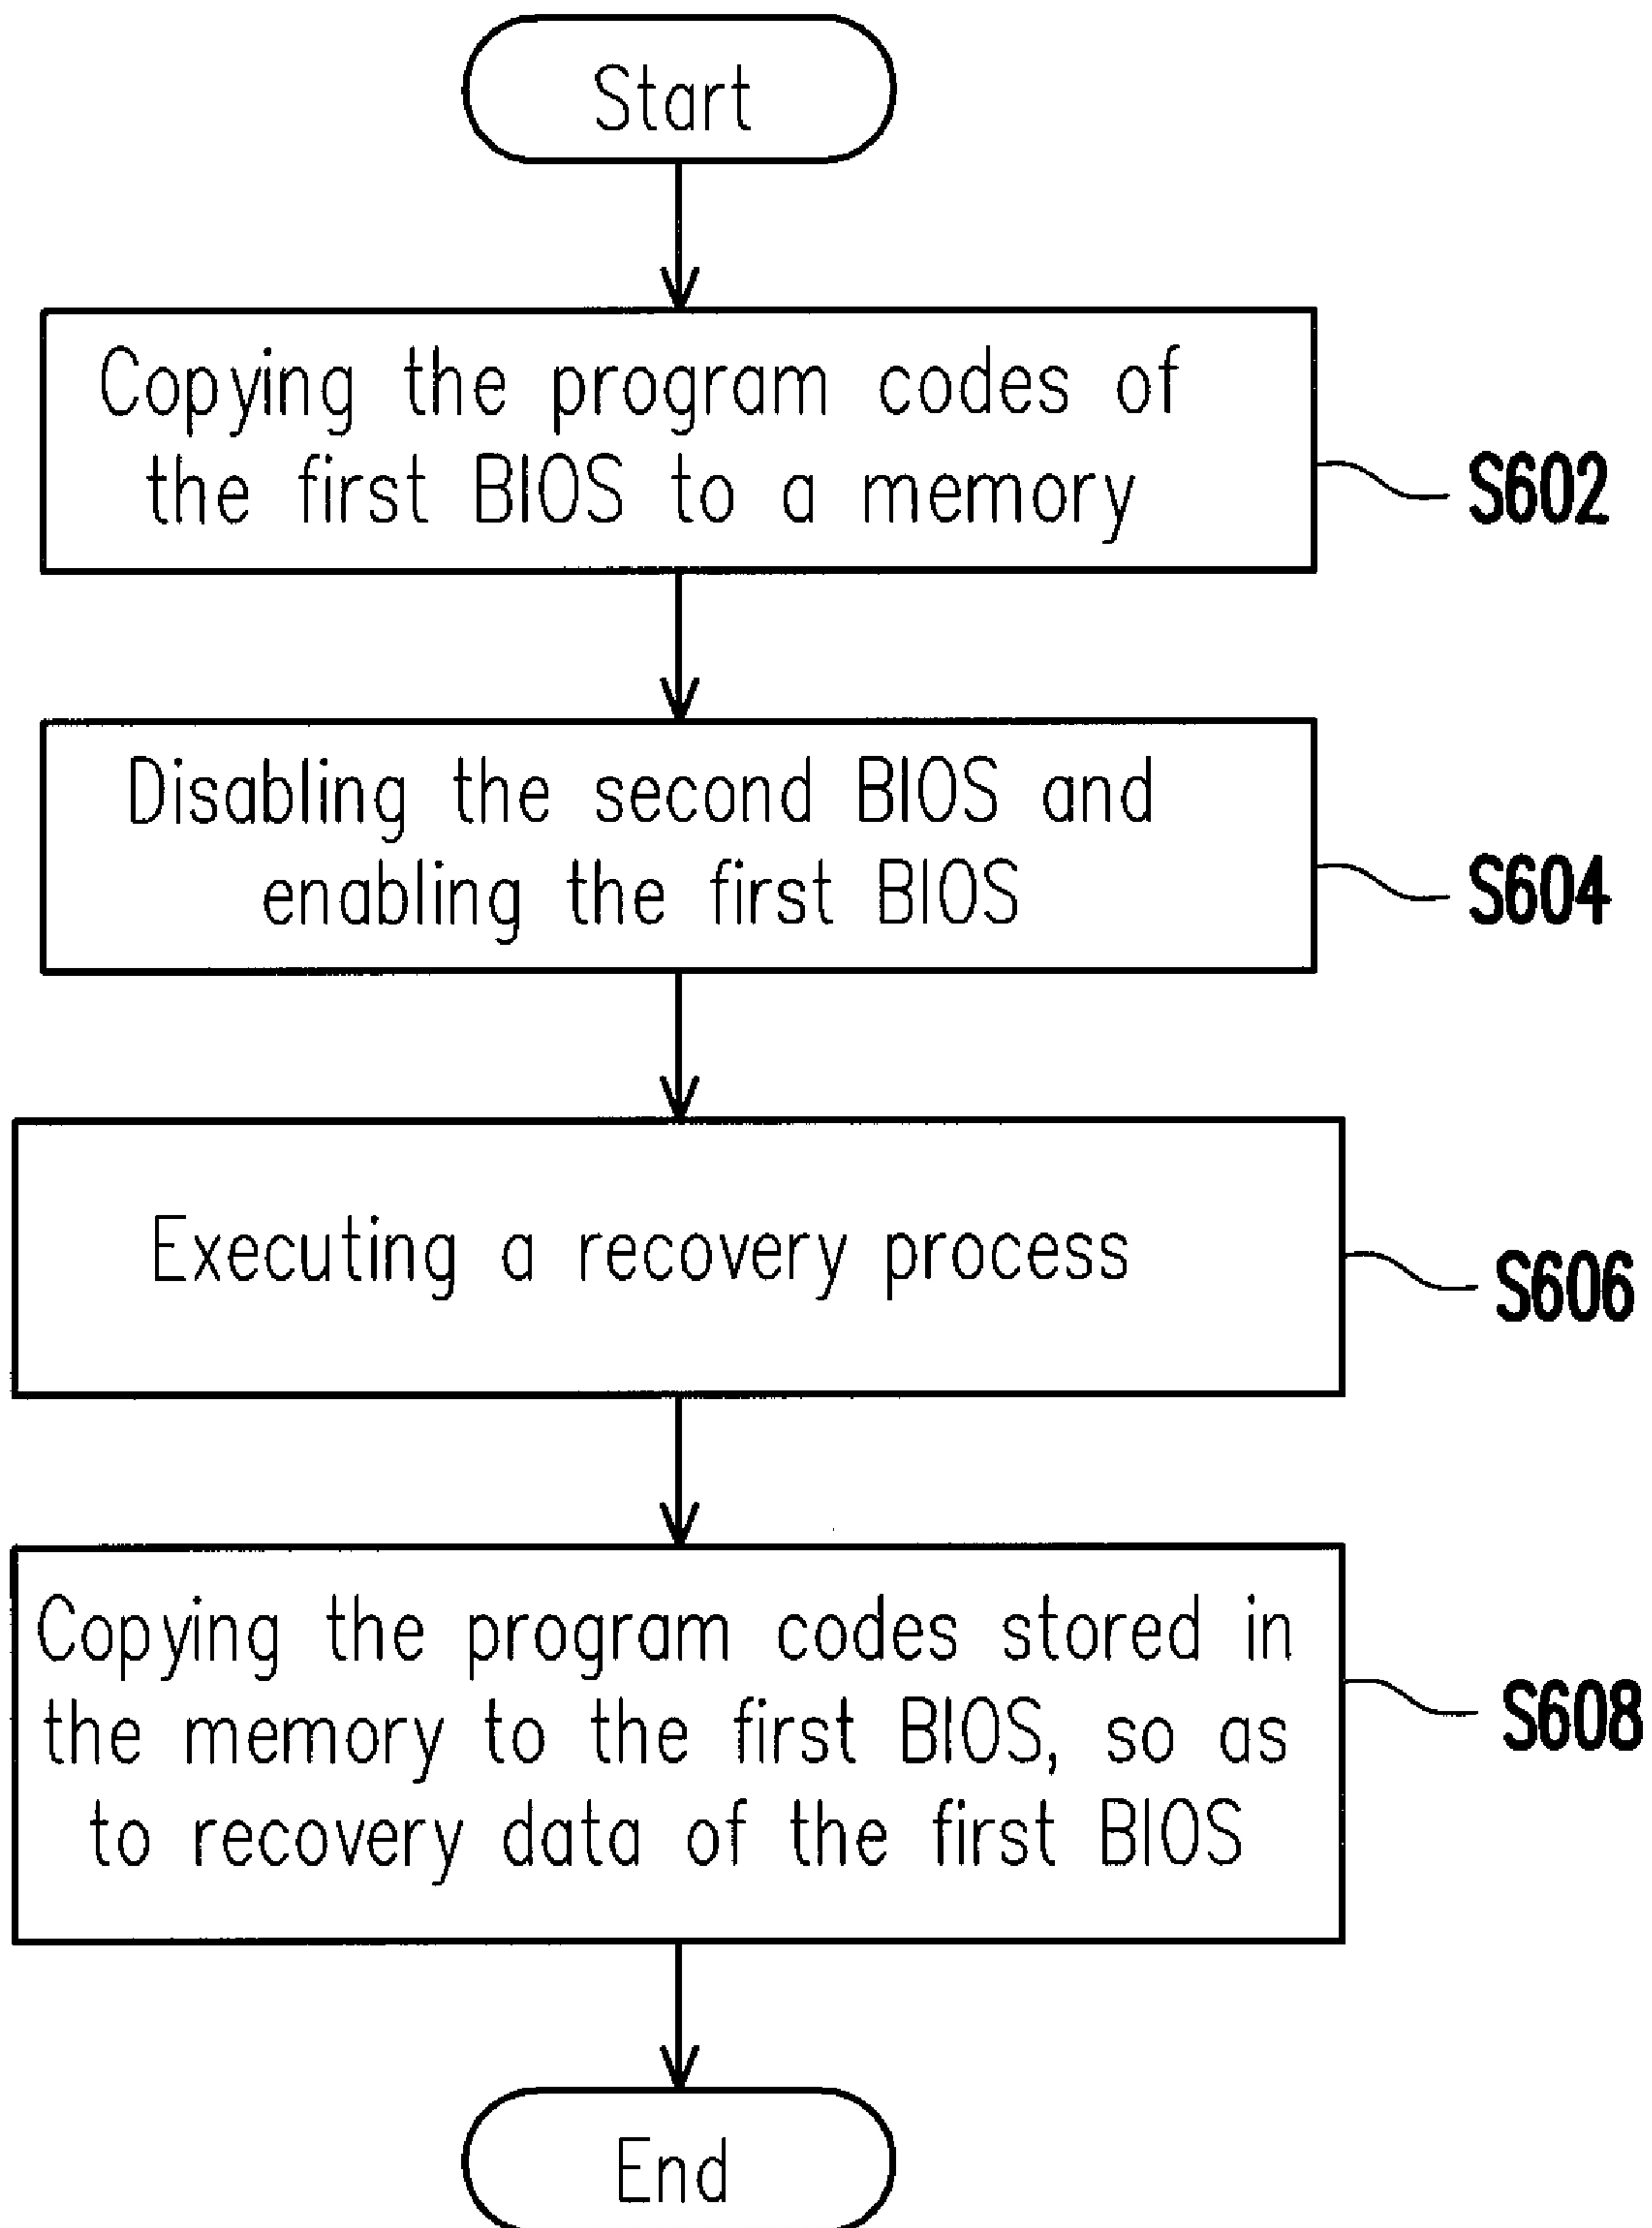 Start
Copying the program codes of
the first BIOS to a memory
S602
Disabling the second BIOS and
enabling the first BIOS
S604
Executing a recovery process
S606
Copying the program codes stored in
the memory to the first BIOS, so as
to recovery data of the first BIOS
S608
End